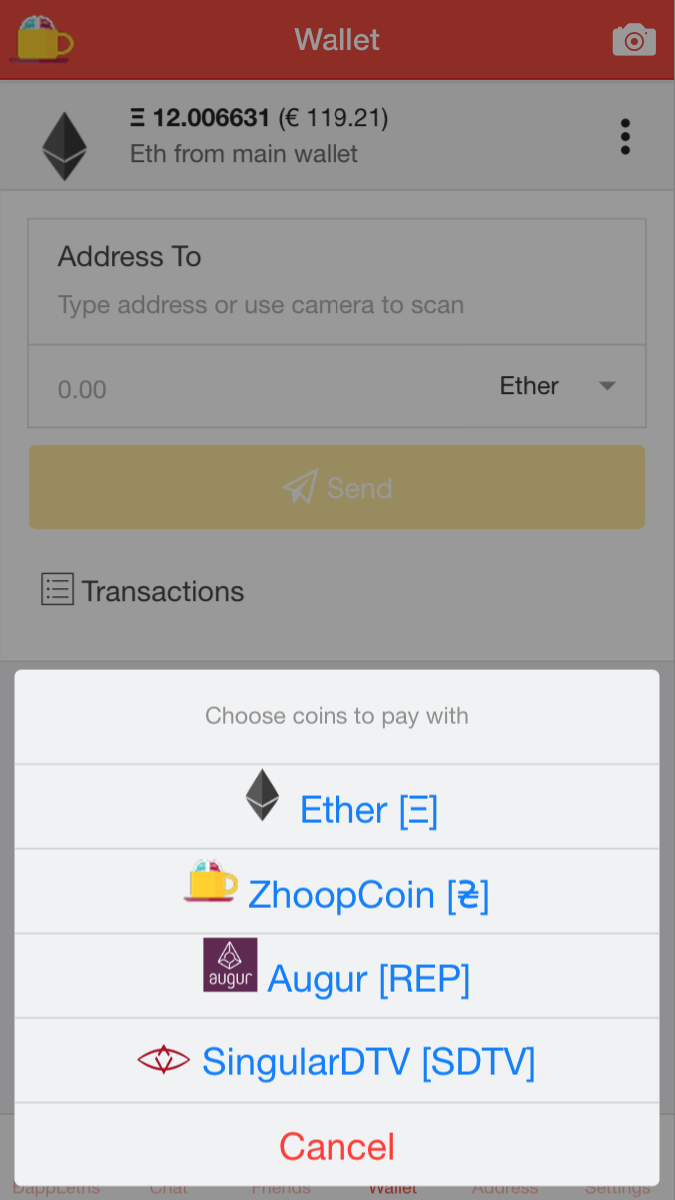 Wallet
Ξ 12.006631 (€ 119.21)
Eth from main wallet
Address To
Type address or use camera to scan
0.00 Ether
Send
Transactions
Choose coins to pay with
Ether [Ξ]
ZhoopCoin [₴]
augur Augur [REP]
SingularDTV [SDTV]
Cancel
DappLeths Chat Friends Wallet Address Settings